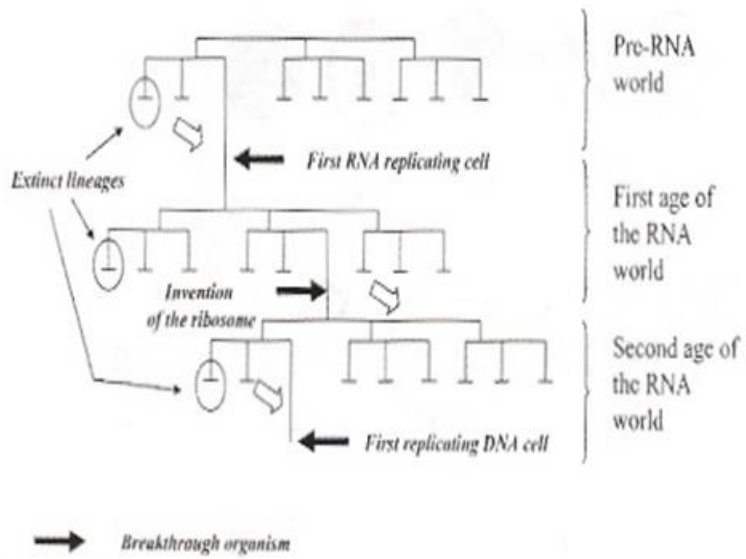 Pre-RNA
world
First RNA replicating cell
Extinct lineages
First age of
the RNA
world
Invention
of the ribosome
Second age of
the RNA
world
First replicating DNA cell
Breakthrough organism